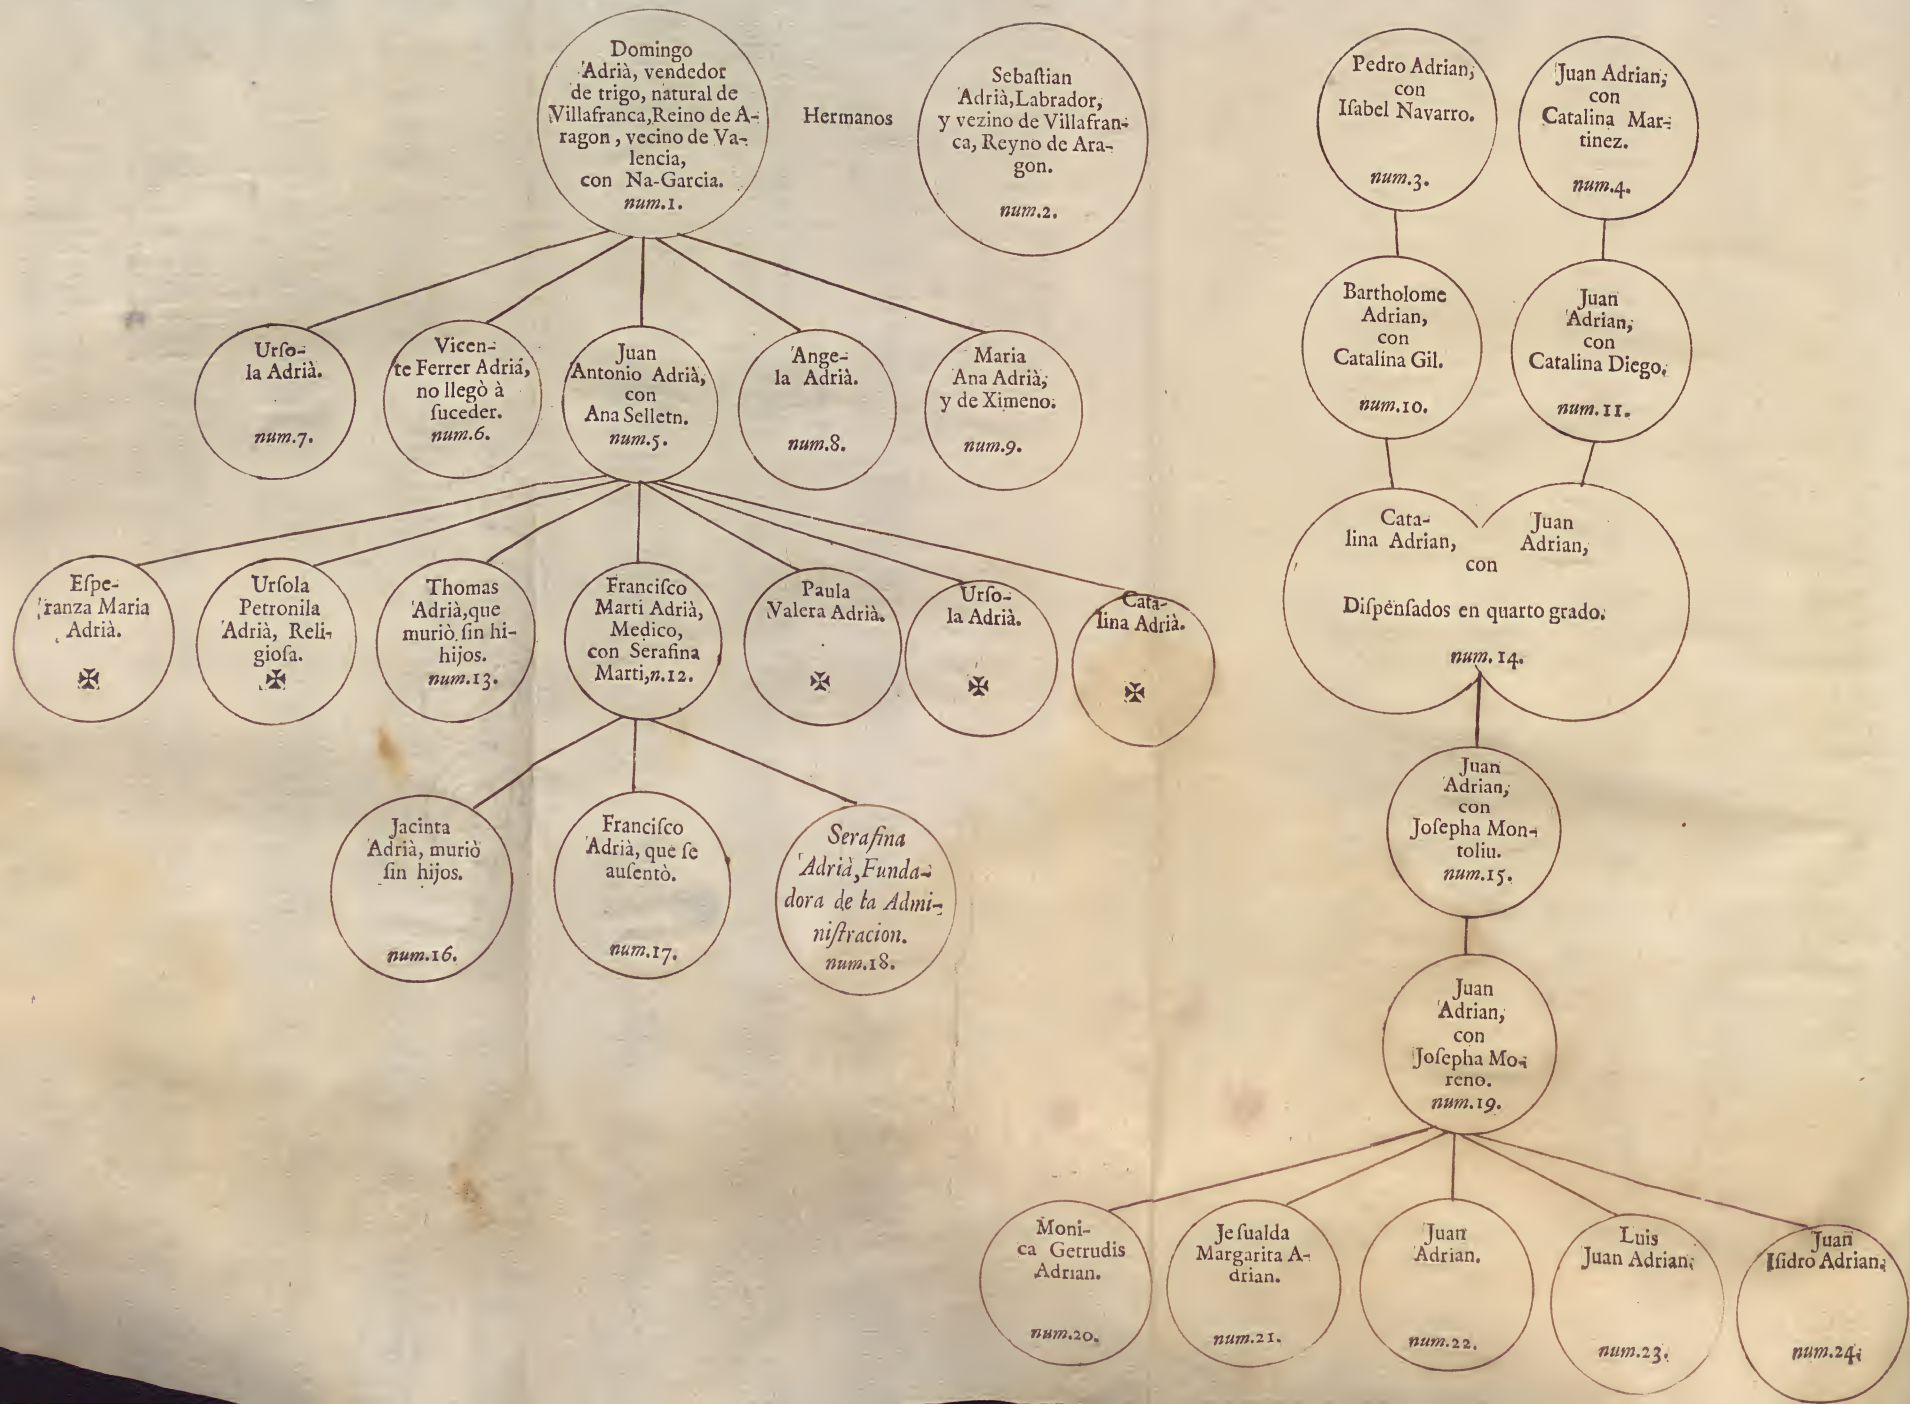 Domingo
Adrià, vendedor
de trigo, natural de
Villafranca, Reino de A-
ragon, vecino de Va-
lencia,
con Na-Garcia.
num.1.
Hermanos
Sebaſtian
Adrià, Labrador,
y vezino de Villafran-
ca, Reyno de Ara-
gon.
num.2.
Pedro Adrian,
con
Iſabel Navarro.
num.3.
Juan Adrian,
con
Catalina Mar-
tinez.
num.4.
Urſo-
la Adrià.
num.7.
Vicen-
te Ferrer Adriá,
no llegò à
ſuceder.
num.6.
Juan
Antonio Adrià,
con
Ana Selletn.
num.5.
Ange-
la Adrià.
num.8.
Maria
Ana Adrià,
y de Ximeno.
num.9.
Bartholome
Adrian,
con
Catalina Gil.
num.10.
Juan
Adrian,
con
Catalina Diego.
num.11.
Eſpe-
ranza Maria
Adrià.
✠
Urſola
Petronila
Adrià, Reli-
gioſa.
✠
Thomas
Adrià, que
muriò ſin hi-
hijos.
num.13.
Franciſco
Marti Adrià,
Medico,
con Serafina
Marti, n.12.
Paula
Valera Adrià.
✠
Urſo-
la Adrià.
✠
Cata-
lina Adrià.
✠
Cata-
lina Adrian,
con
Juan
Adrian,
Diſpenſados en quarto grado.
num.14.
Jacinta
Adrià, muriò
ſin hijos.
num.16.
Franciſco
Adrià, que ſe
auſentò.
num.17.
Serafina
Adrià, Funda-
dora de la Admi-
niſtracion.
num.18.
Juan
Adrian,
con
Joſepha Mon-
toliu.
num.15.
Juan
Adrian,
con
Joſepha Mo-
reno.
num.19.
Moni-
ca Getrudis
Adrian.
num.20.
Jeſualda
Margarita A-
drian.
num.21.
Juan
Adrian.
num.22.
Luis
Juan Adrian.
num.23.
Juan
Iſidro Adrian.
num.24.